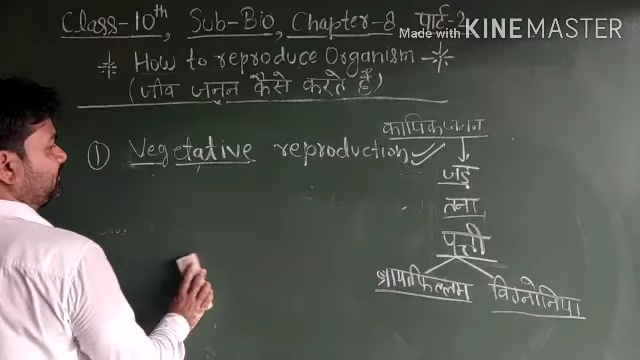 Class-10th Sub-Bio, Chapter-8 पार्ट-2
Made with KINEMASTER
How to reproduce Organism
(जीव जनन कैसे करते हैं)
कायिक जनन
① Vegetative reproduction
जड़
तना
पत्ती
ब्रायोफिल्लम बिगनोनिया